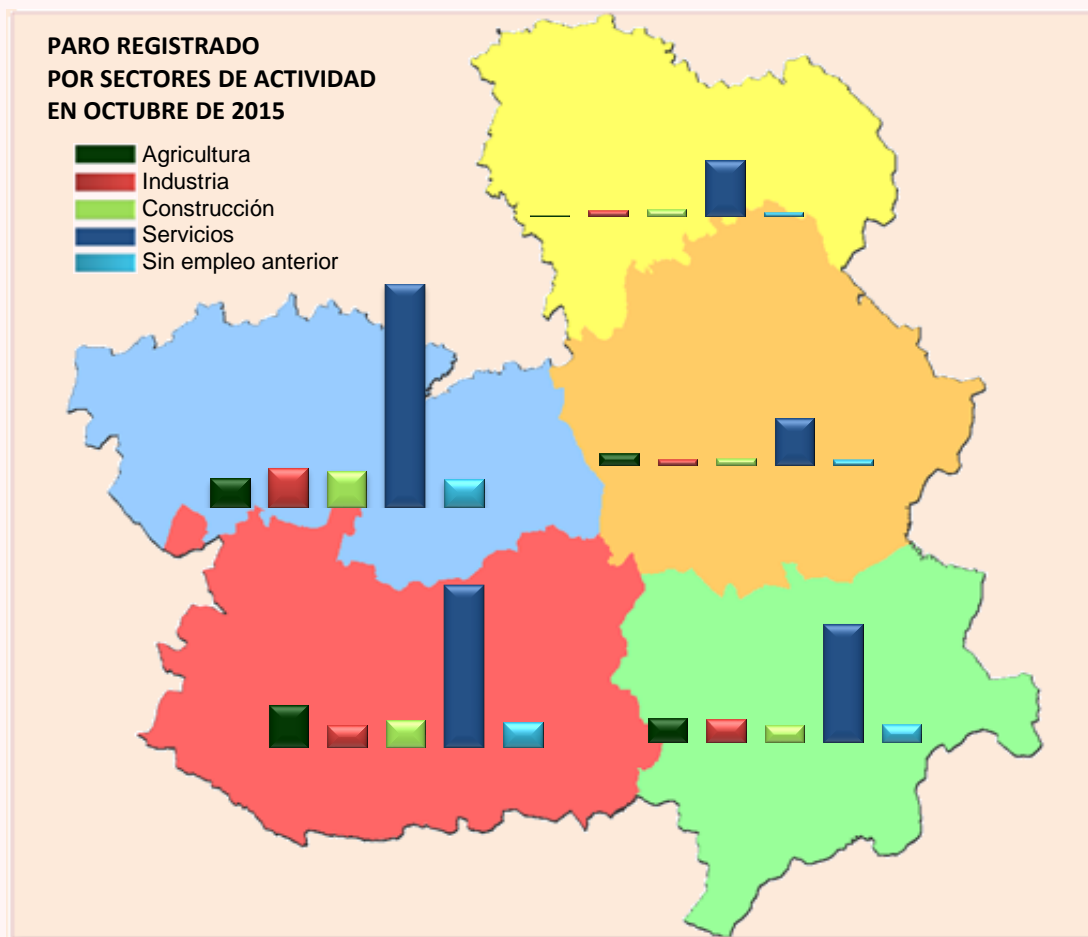 PARO REGISTRADO
POR SECTORES DE ACTIVIDAD
EN OCTUBRE DE 2015
Agricultura
Industria
Construcción
Servicios
Sin empleo anterior